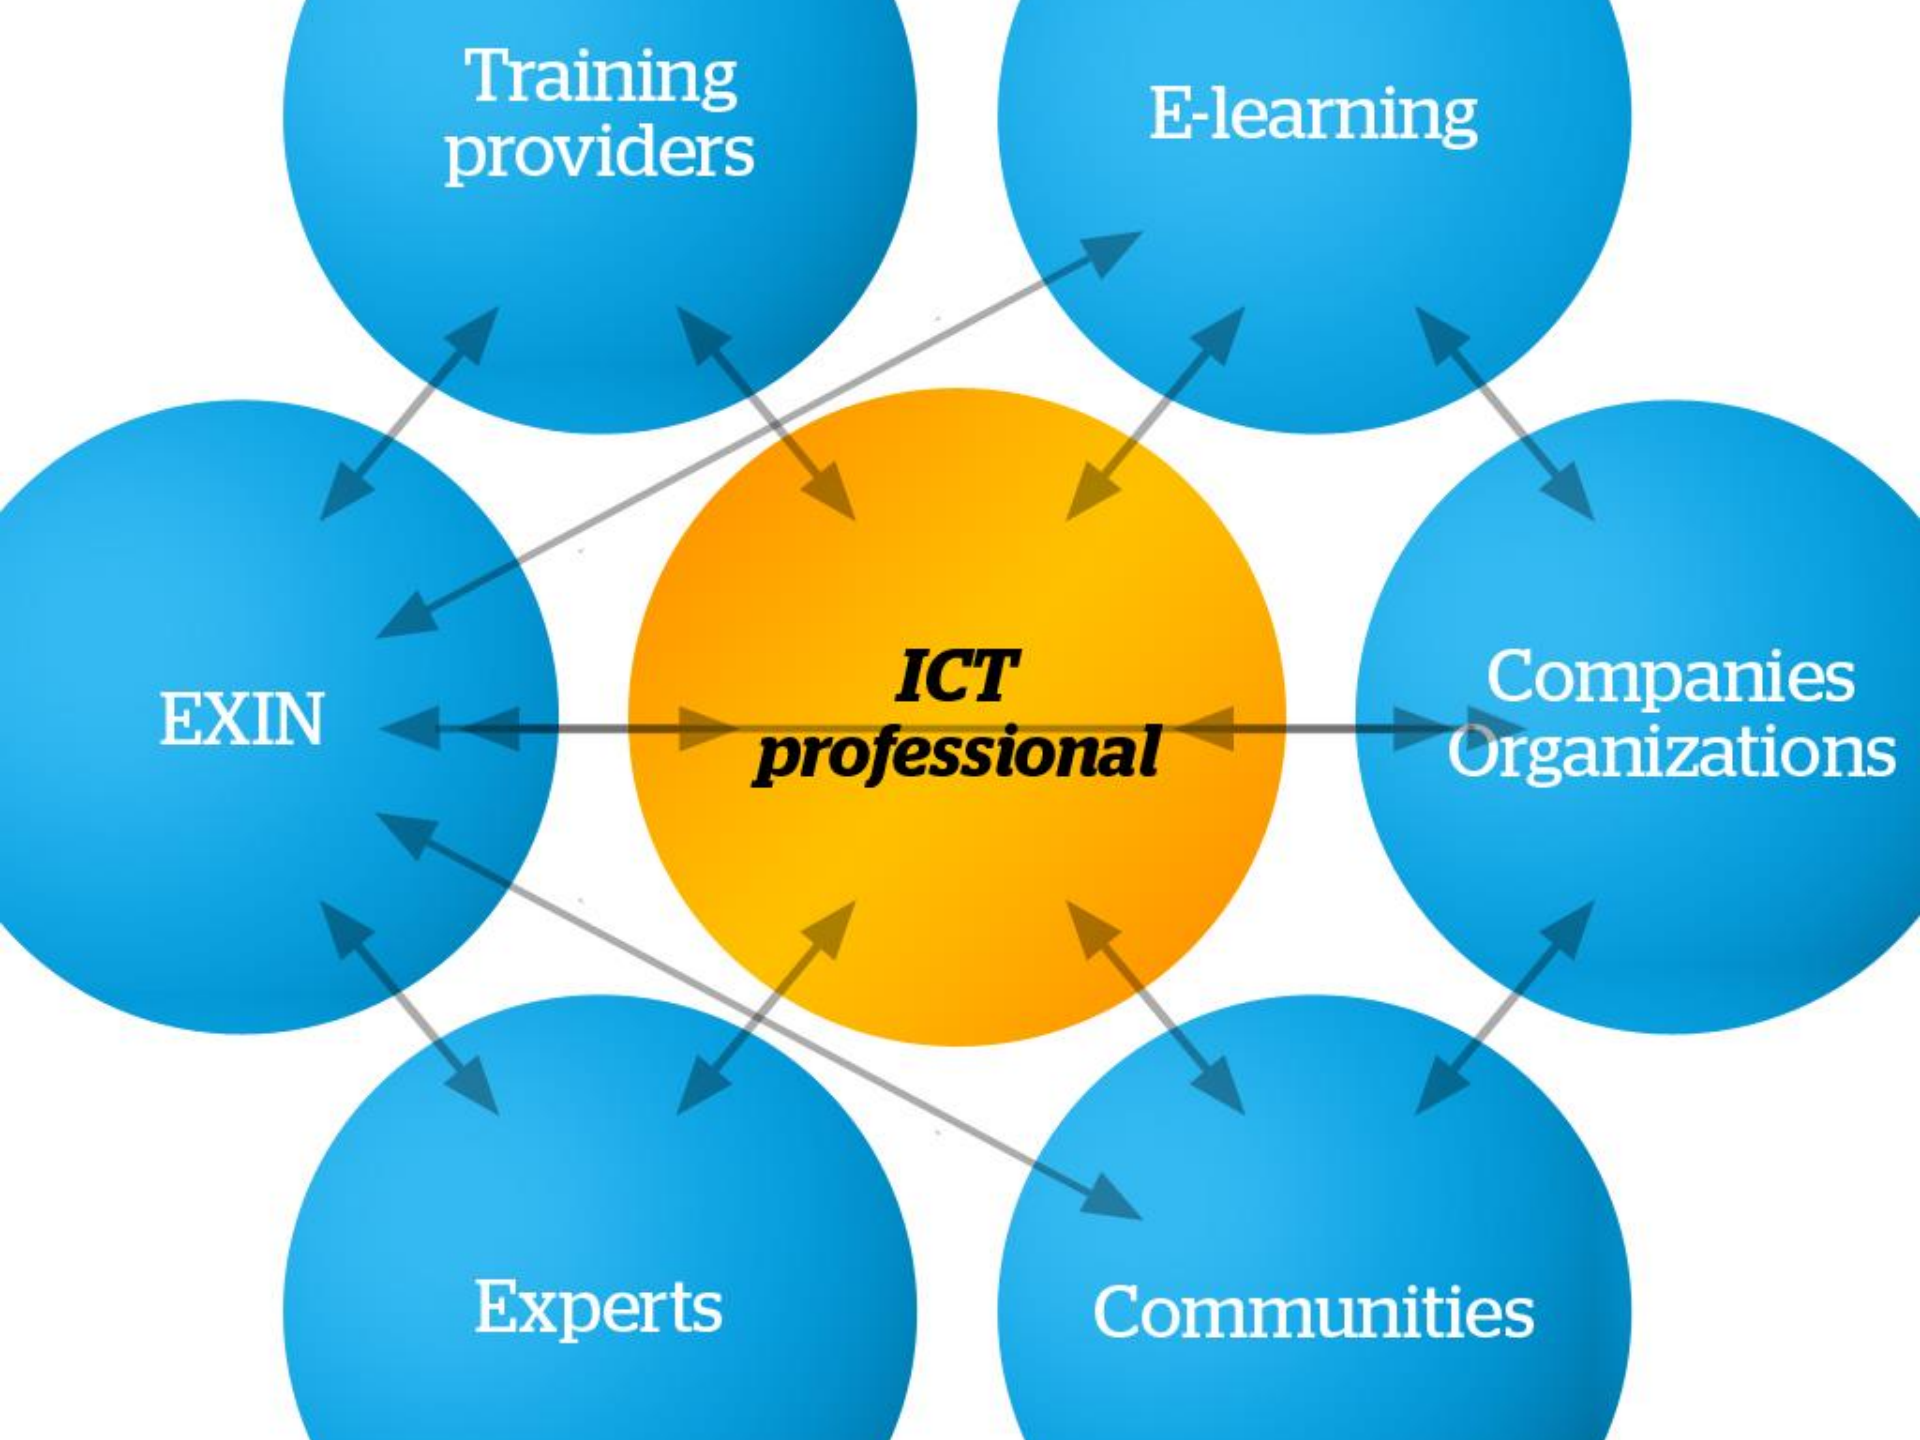 Training
providers
E-learning
EXIN
ICT
professional
Companies
Organizations
Experts
Communities